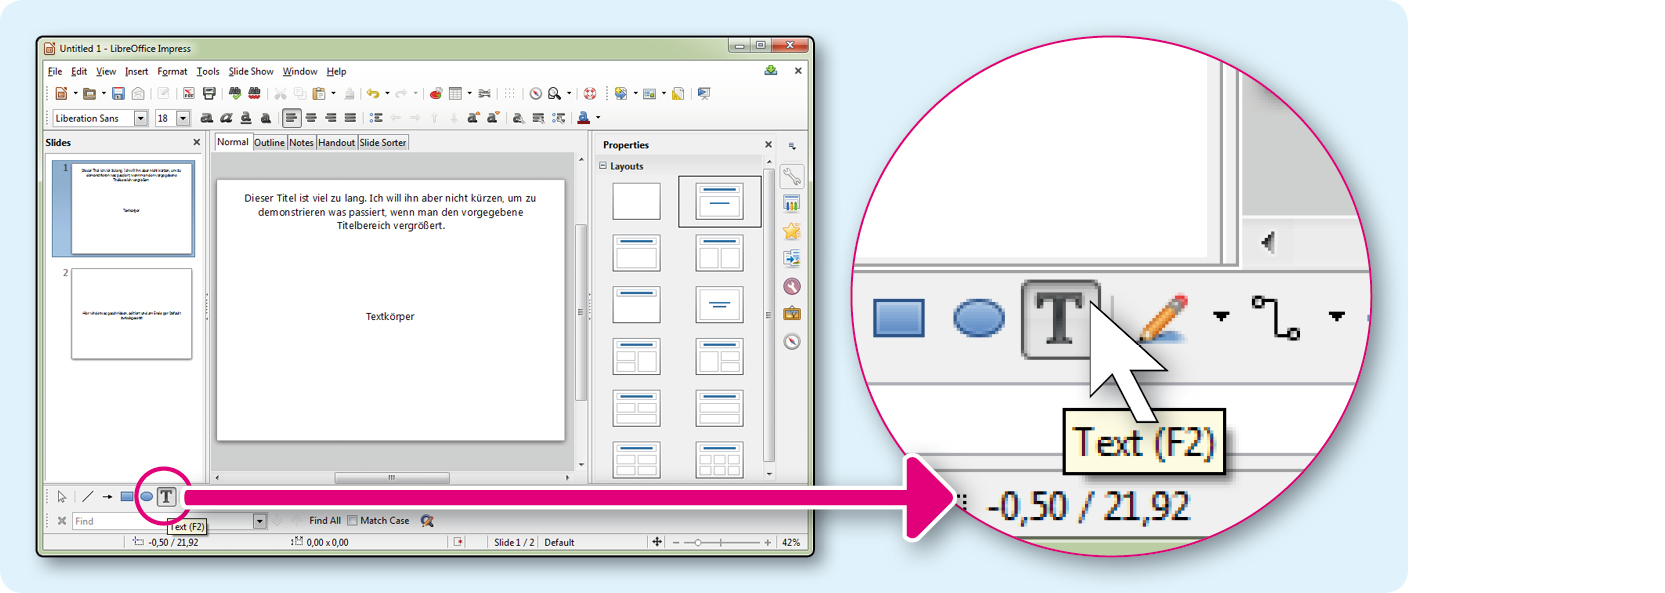 Untitled 1 - LibreOffice Impress
File Edit View Insert Format Tools Slide Show Window Help
Liberation Sans 18
Slides
Normal Outline Notes Handout Slide Sorter
Properties
Layouts
1
Textkörper
2
Dieser Titel ist viel zu lang. Ich will ihn aber nicht kürzen, um zu
demonstrieren was passiert, wenn man den vorgegebene
Titelbereich vergrößert.
Textkörper
T
Find
Find All Match Case
Text (F2)
-0,50 / 21,92 0,00 x 0,00 Slide 1 / 2 Default 42%
T
Text (F2)
-0,50 / 21,92